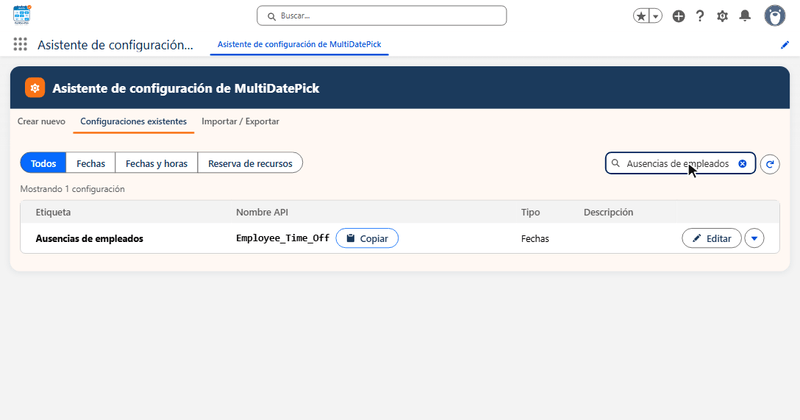 Buscar...
Asistente de configuración...
Asistente de configuración de MultiDatePick
Asistente de configuración de MultiDatePick
Crear nuevo
Configuraciones existentes
Importar / Exportar
Todos
Fechas
Fechas y horas
Reserva de recursos
Ausencias de empleados
Mostrando 1 configuración
Etiqueta
Nombre API
Tipo
Descripción
Ausencias de empleados
Employee_Time_Off
Copiar
Fechas
Editar